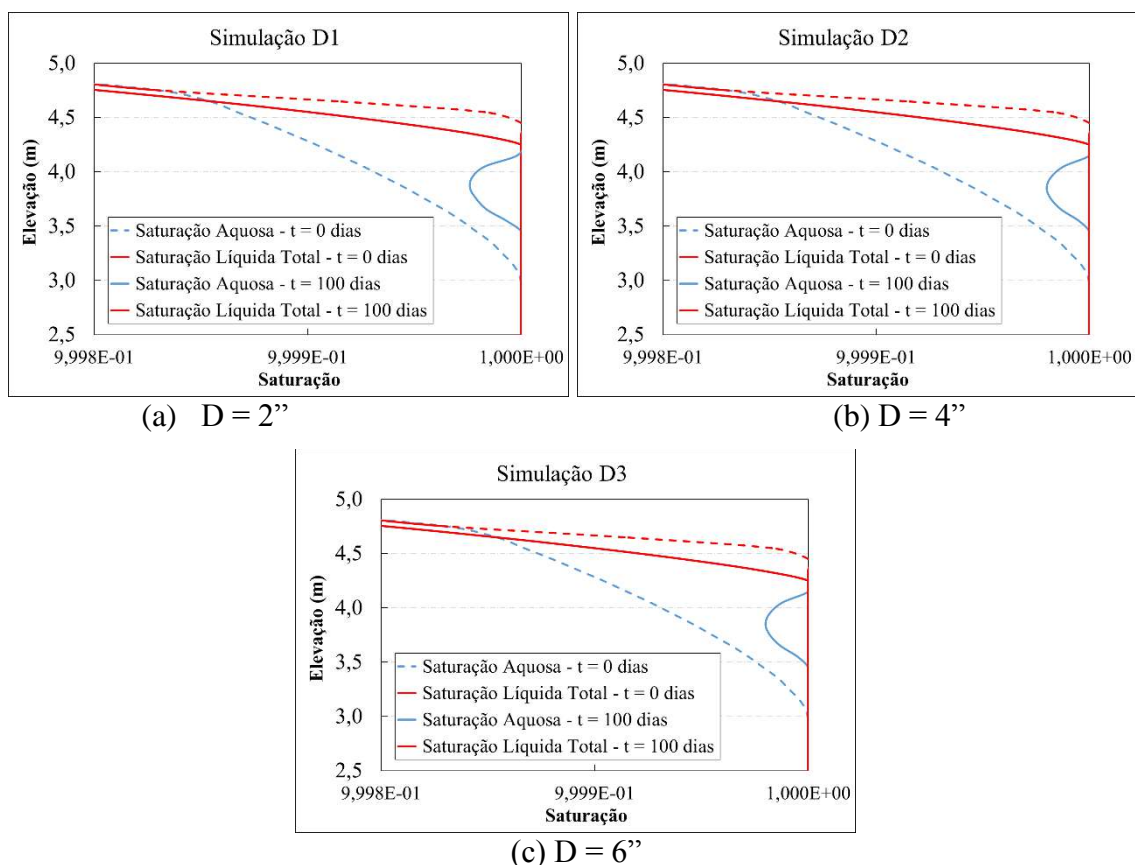 Simulação D1
5,0
4,5
4,0
3,5
3,0
2,5
Elevação (m)
Saturação Aquosa - t = 0 dias
Saturação Líquida Total - t = 0 dias
Saturação Aquosa - t = 100 dias
Saturação Líquida Total - t = 100 dias
9,998E-01 9,999E-01 1,000E+00
Saturação
(a) D = 2”
Simulação D2
5,0
4,5
4,0
3,5
3,0
2,5
Elevação (m)
Saturação Aquosa - t = 0 dias
Saturação Líquida Total - t = 0 dias
Saturação Aquosa - t = 100 dias
Saturação Líquida Total - t = 100 dias
9,998E-01 9,999E-01 1,000E+00
Saturação
(b) D = 4”
Simulação D3
5,0
4,5
4,0
3,5
3,0
2,5
Elevação (m)
Saturação Aquosa - t = 0 dias
Saturação Líquida Total - t = 0 dias
Saturação Aquosa - t = 100 dias
Saturação Líquida Total - t = 100 dias
9,998E-01 9,999E-01 1,000E+00
Saturação
(c) D = 6”